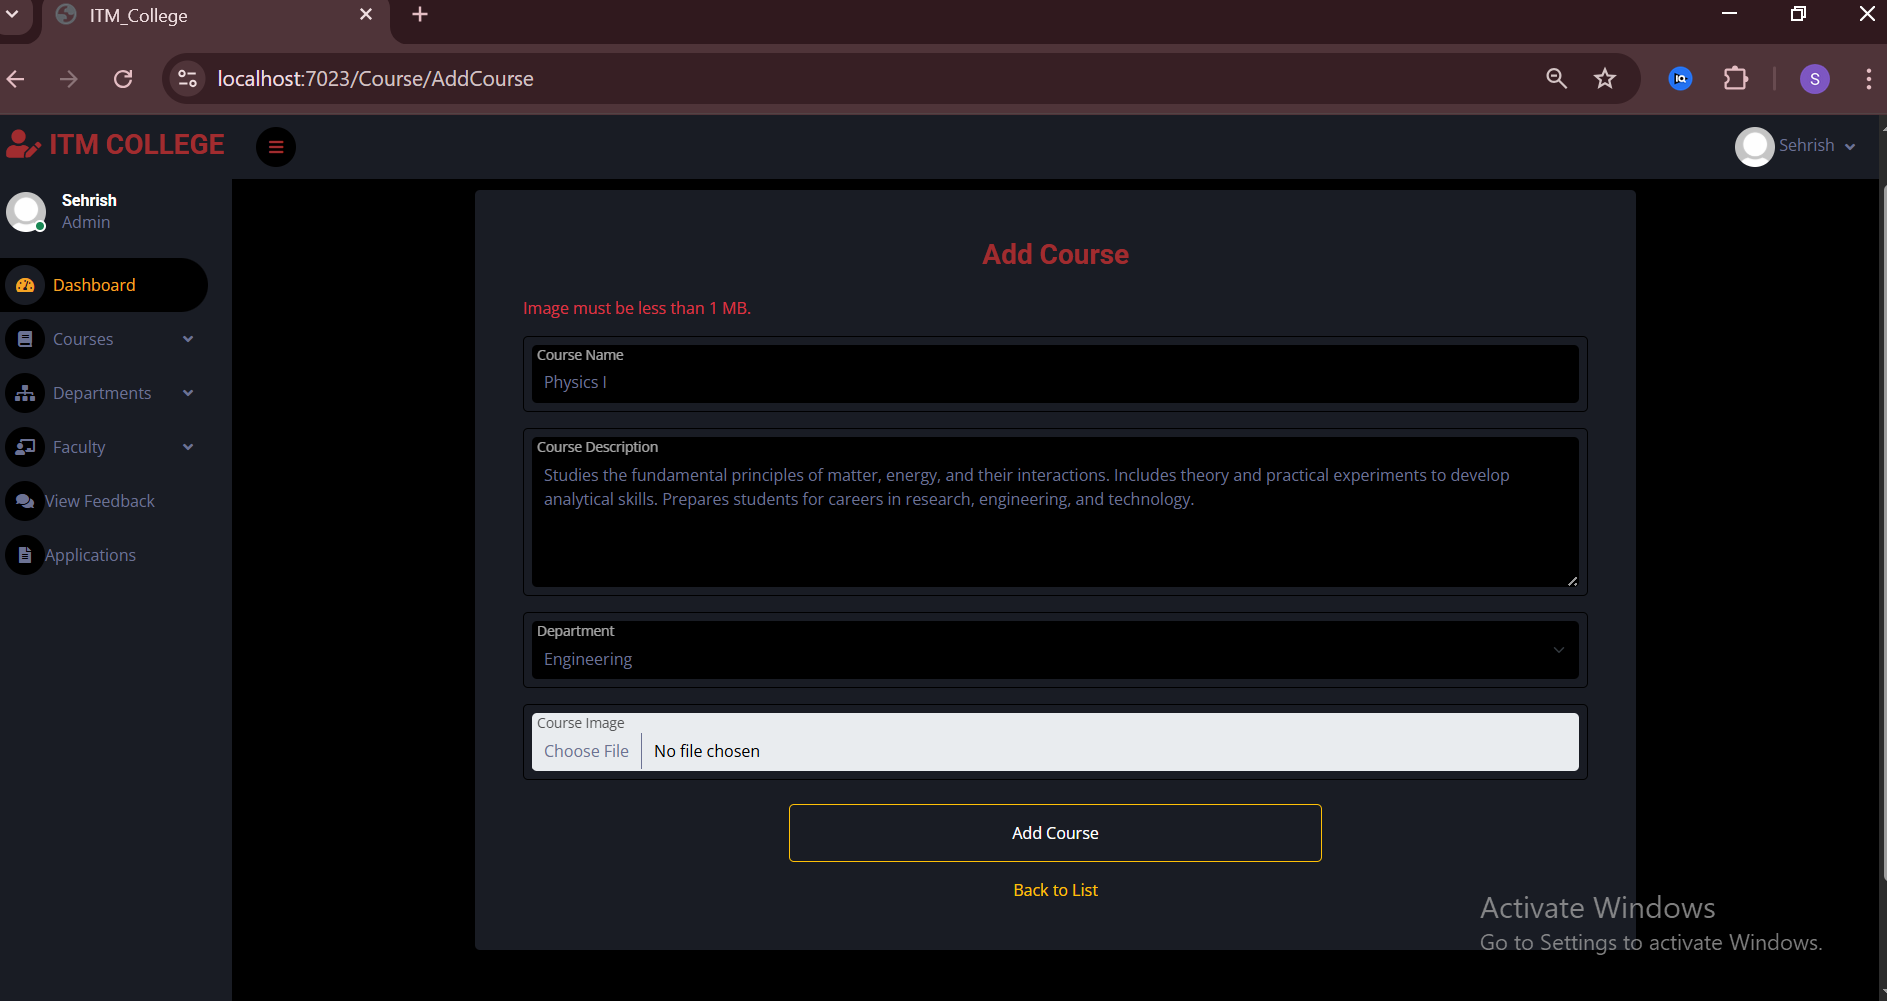 ITM_College
localhost:7023/Course/AddCourse
S
ITM COLLEGE
Sehrish
Sehrish
Admin
Dashboard
Courses
Departments
Faculty
View Feedback
Applications
Add Course
Image must be less than 1 MB.
Course Name
Physics I
Course Description
Studies the fundamental principles of matter, energy, and their interactions. Includes theory and practical experiments to develop
analytical skills. Prepares students for careers in research, engineering, and technology.
Department
Engineering
Course Image
Choose File No file chosen
Add Course
Back to List
Activate Windows
Go to Settings to activate Windows.